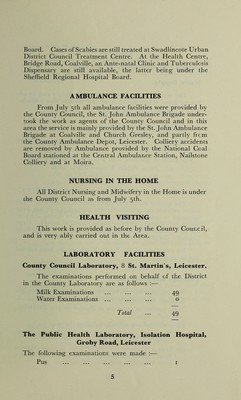 Board. Cases of Scabies are still treated at Swadlincote Urban
District Council Treatment Centre. At the Health Centre,
Bridge Road, Coalville, an Ante-natal Clinic and Tuberculosis
Dispensary are still available, the latter being under the
Sheffield Regional Hospital Board.
AMBULANCE FACILITIES
From July 5th all ambulance facilities were provided by
the County Council, the St. John Ambulance Brigade under-
took the work as agents of the County Council and in this
area the service is mainly provided by the St. John Ambulance
Brigade at Coalville and Church Gresley, and partly from
the County Ambulance Depot, Leicester. Colliery accidents
are removed by Ambulance provided by the National Coal
Board stationed at the Central Ambulance Station, Nailstone
Colliery and at Moira.
NURSING IN THE HOME
All District Nursing and Midwifery in the Home is under
the County Council as from July 5th.
HEALTH VISITING
This work is provided as before by the County Council,
and is very ably carried out in the Area.
LABORATORY FACILITIES
County Council Laboratory, 8 St. Martin's, Leicester.
The examinations performed on behalf of the District
in the County Laboratory are as follows :—
Milk Examinations ... ... ... 49
Water Examinations ... ... ... 0
Total ... 49
The Public Health Laboratory, Isolation Hospital,
Groby Road, Leicester
The following examinations were made :—
Pus ... ... ... ... ... 1
5